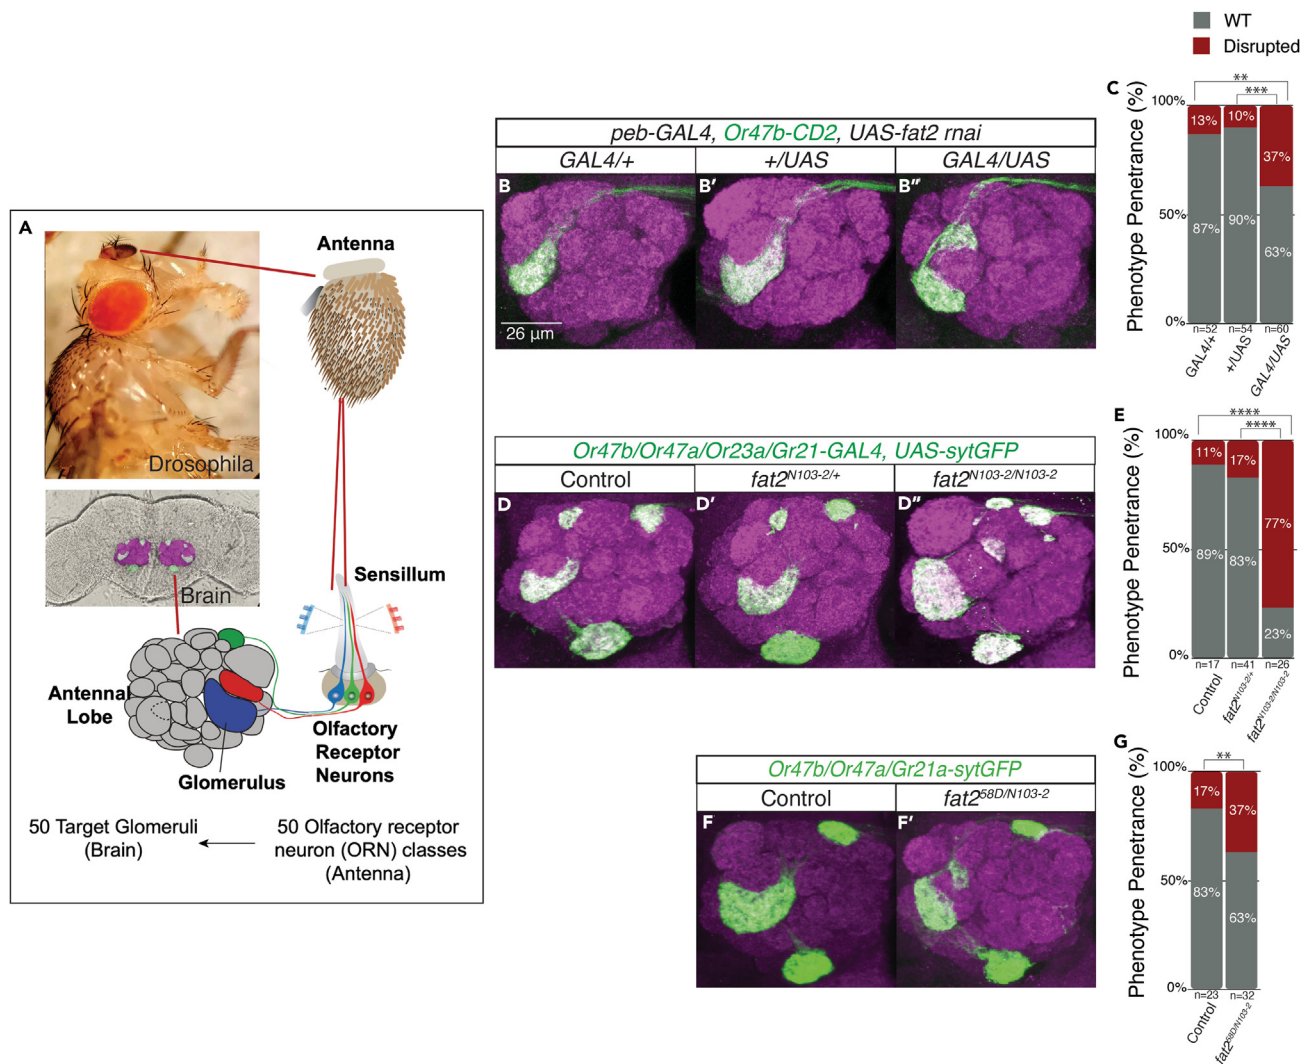 WT
Disrupted
A
Drosophila
Brain
Antenna
Sensillum
Antennal
Lobe
Glomerulus
Olfactory
Receptor
Neurons
50 Target Glomeruli
(Brain)
50 Olfactory receptor
neuron (ORN) classes
(Antenna)
peb-GAL4, Or47b-CD2, UAS-fat2 rnai
GAL4/+
+/UAS
GAL4/UAS
B
B′
B″
26 µm
C
Phenotype Penetrance (%)
100%
50%
0%
**
***
13%
10%
37%
87%
90%
63%
n=52
n=54
n=60
GAL4/+
+/UAS
GAL4/UAS
Or47b/Or47a/Or23a/Gr21-GAL4, UAS-sytGFP
Control
fat2N103-2/+
fat2N103-2/N103-2
D
D′
D″
E
Phenotype Penetrance (%)
100%
50%
0%
****
****
11%
17%
77%
89%
83%
23%
n=17
n=41
n=26
Control
fat2N103-2/+
fat2N103-2/N103-2
Or47b/Or47a/Gr21a-sytGFP
Control
fat258D/N103-2
F
F′
G
Phenotype Penetrance (%)
100%
50%
0%
**
17%
37%
83%
63%
n=23
n=32
Control
fat258D/N103-2